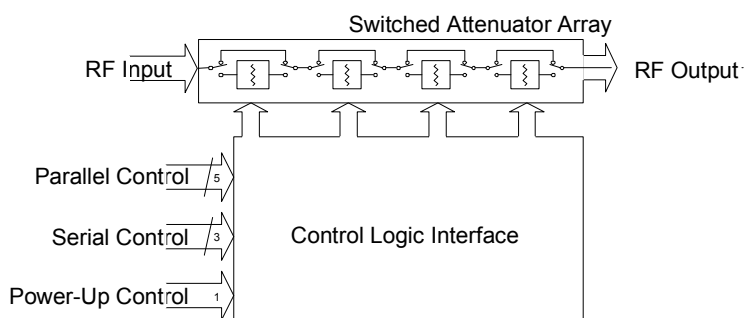 Switched Attenuator Array
RF Input
RF Output
Parallel Control
5
Serial Control
3
Control Logic Interface
Power-Up Control
1